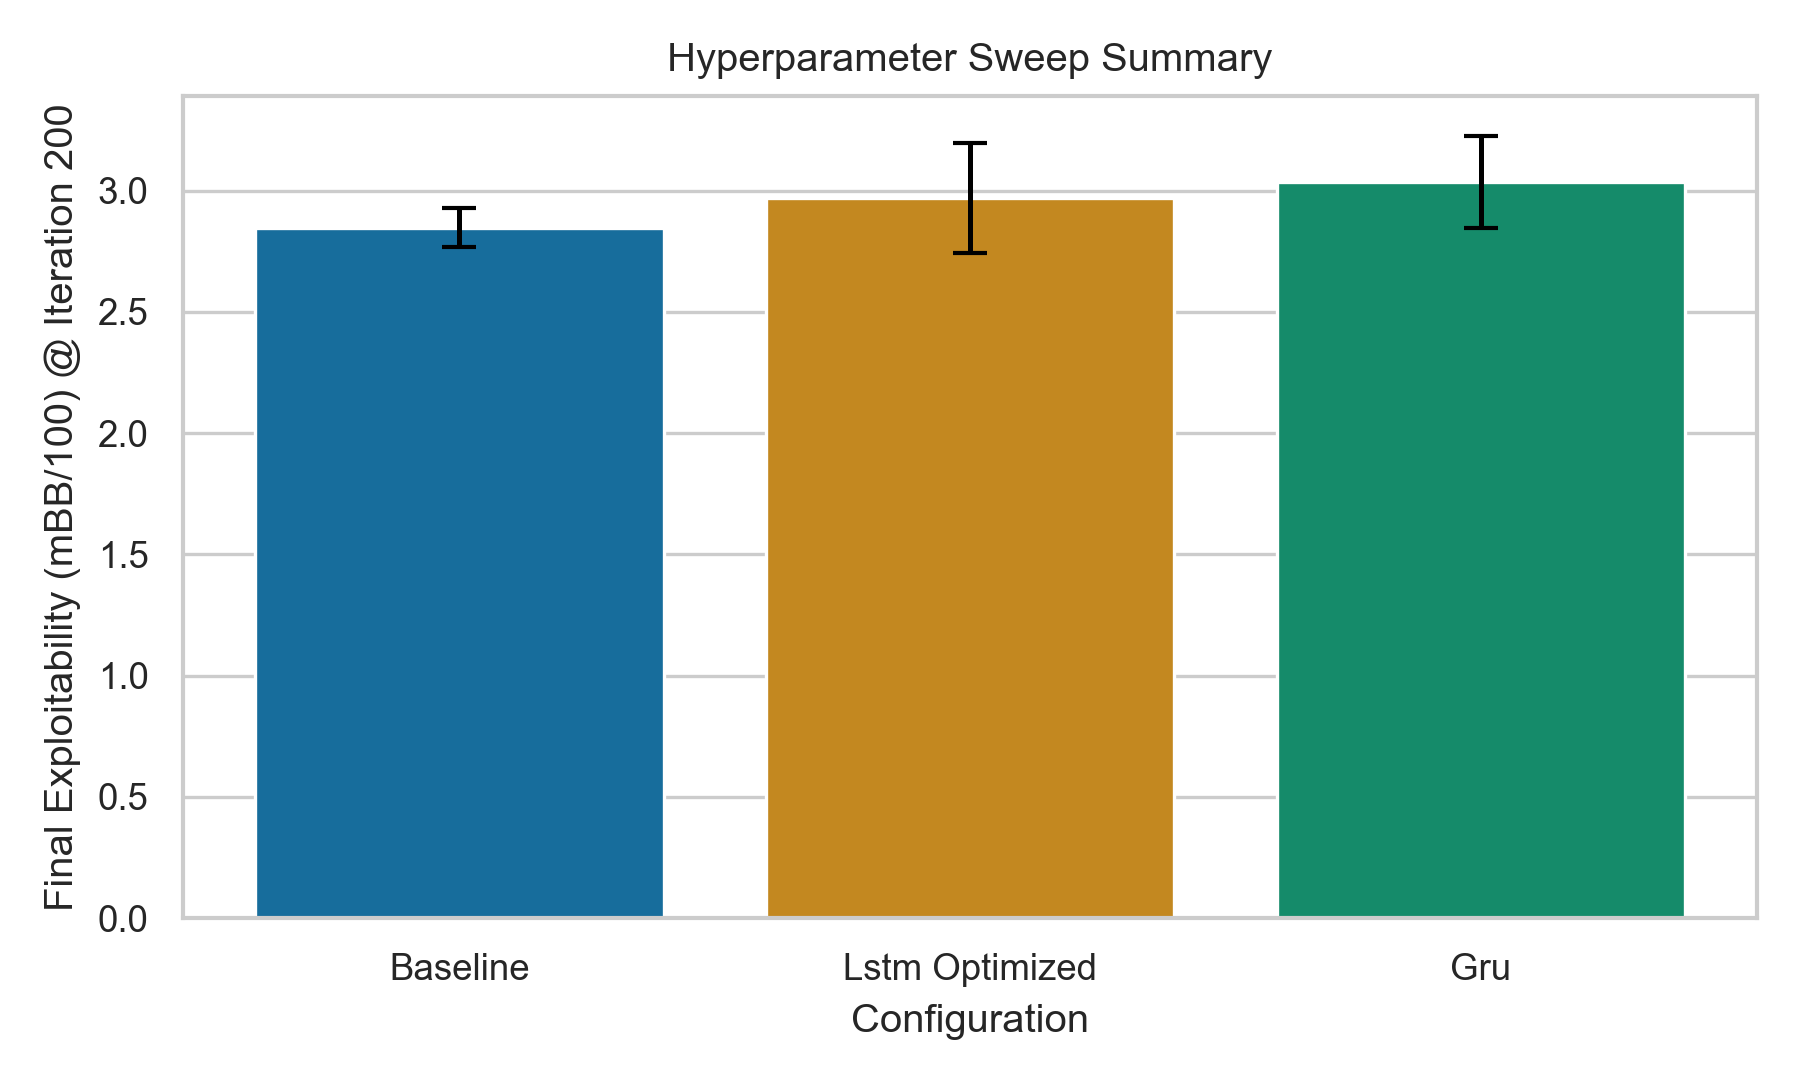 Hyperparameter Sweep Summary
Final Exploitability (mBB/100) @ Iteration 200
3.0
2.5
2.0
1.5
1.0
0.5
0.0
Baseline
Lstm Optimized
Gru
Configuration